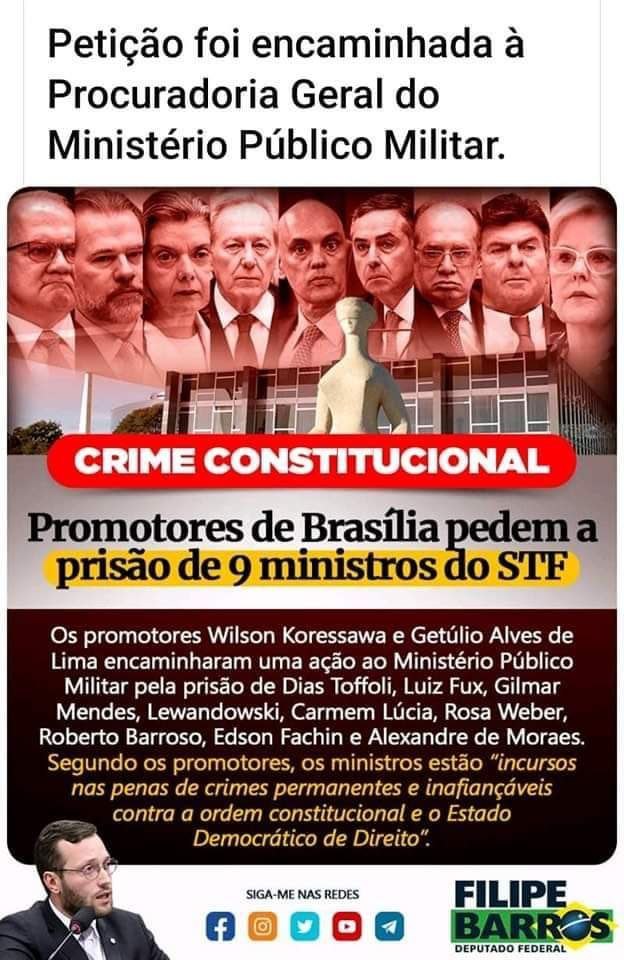 Petição foi encaminhada à
Procuradoria Geral do
Ministério Público Militar.
CRIME CONSTITUCIONAL
Promotores de Brasília pedem a
prisão de 9 ministros do STF
Os promotores Wilson Koressawa e Getúlio Alves de
Lima encaminharam uma ação ao Ministério Público
Militar pela prisão de Dias Toffoli, Luiz Fux, Gilmar
Mendes, Lewandowski, Carmem Lúcia, Rosa Weber,
Roberto Barroso, Edson Fachin e Alexandre de Moraes.
Segundo os promotores, os ministros estão "incursos
nas penas de crimes permanentes e inafiançáveis
contra a ordem constitucional e o Estado
Democrático de Direito".
SIGA-ME NAS REDES
FILIPE
BARROS
DEPUTADO FEDERAL